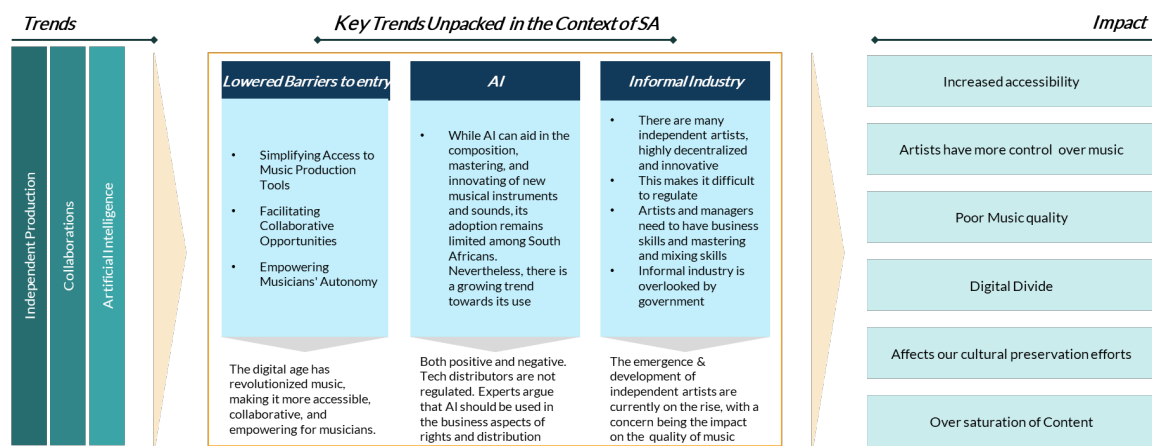 Trends
Independent Production
Collaborations
Artificial Intelligence
Key Trends Unpacked in the Context of SA
Lowered Barriers to entry
• Simplifying Access to
Music Production
Tools
• Facilitating
Collaborative
Opportunities
• Empowering
Musicians' Autonomy
The digital age has
revolutionized music,
making it more accessible,
collaborative, and
empowering for musicians.
AI
• While AI can aid in the
composition,
mastering, and
innovating of new
musical instruments
and sounds, its
adoption remains
limited among South
Africans.
Nevertheless, there is
a growing trend
towards its use
Both positive and negative.
Tech distributors are not
regulated. Experts argue
that AI should be used in
the business aspects of
rights and distribution
Informal Industry
• There are many
independent artists,
highly decentralized
and innovative
• This makes it difficult
to regulate
• Artists and managers
need to have business
skills and mastering
and mixing skills
• Informal industry is
overlooked by
government
The emergence &
development of
independent artists are
currently on the rise, with a
concern being the impact
on the quality of music
Impact
Increased accessibility
Artists have more control over music
Poor Music quality
Digital Divide
Affects our cultural preservation efforts
Over saturation of Content